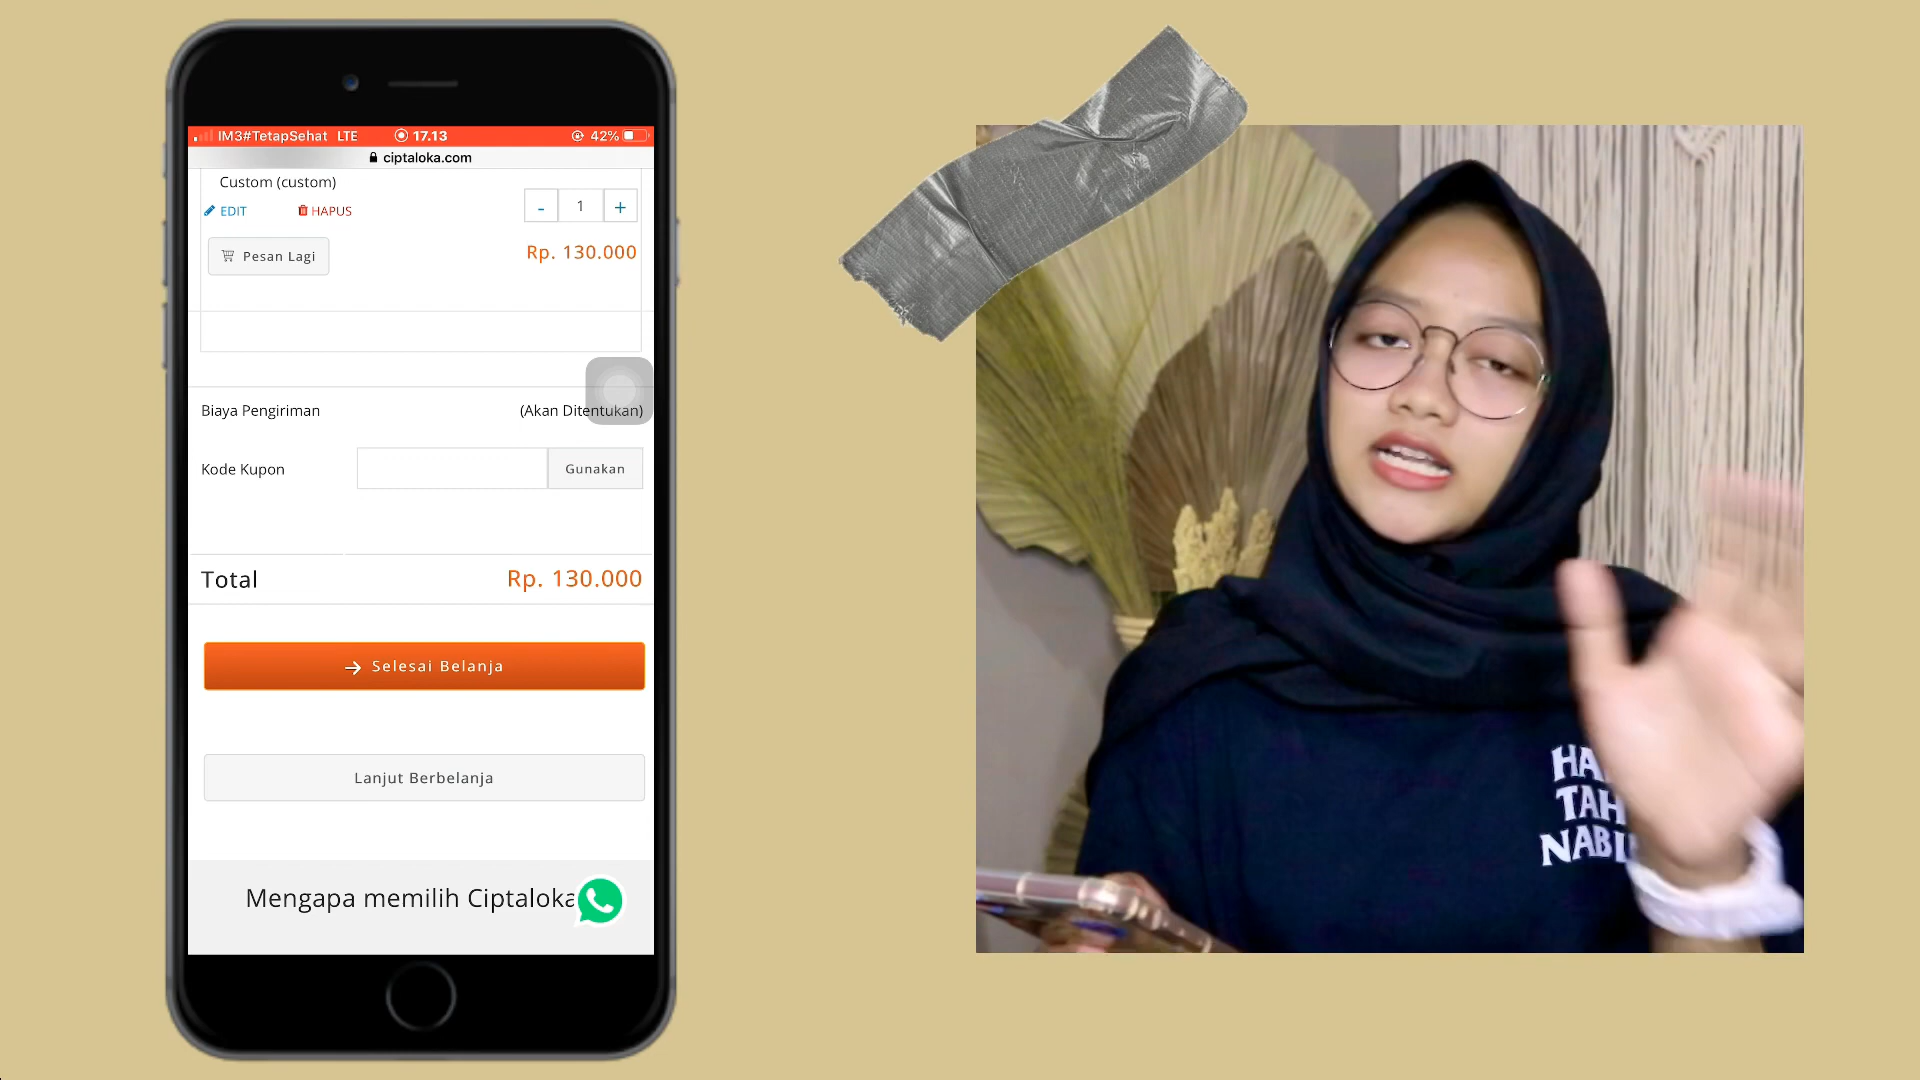 IM3#TetapSehat LTE 17.13 42%
ciptaloka.com
Custom (custom)
EDIT HAPUS - 1 +
Pesan Lagi Rp. 130.000
Biaya Pengiriman (Akan Ditentukan)
Kode Kupon Gunakan
Total Rp. 130.000
Selesai Belanja
Lanjut Berbelanja
Mengapa memilih Ciptaloka